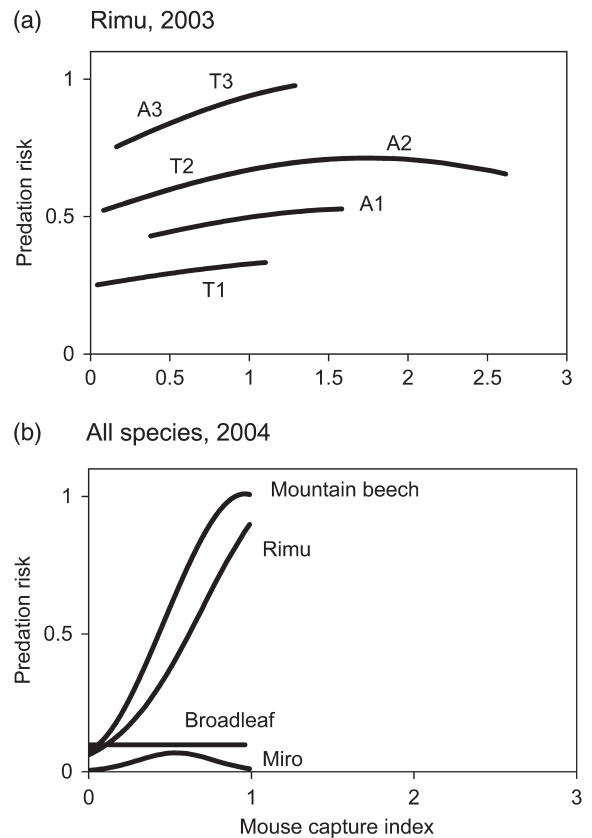 (a) Rimu, 2003
1
T3
A3
A2
T2
Predation risk
0.5
A1
T1
0
0 0.5 1 1.5 2 2.5 3
(b) All species, 2004
1
Mountain beech
Rimu
Predation risk
0.5
Broadleaf
Miro
0
0 1 2 3
Mouse capture index